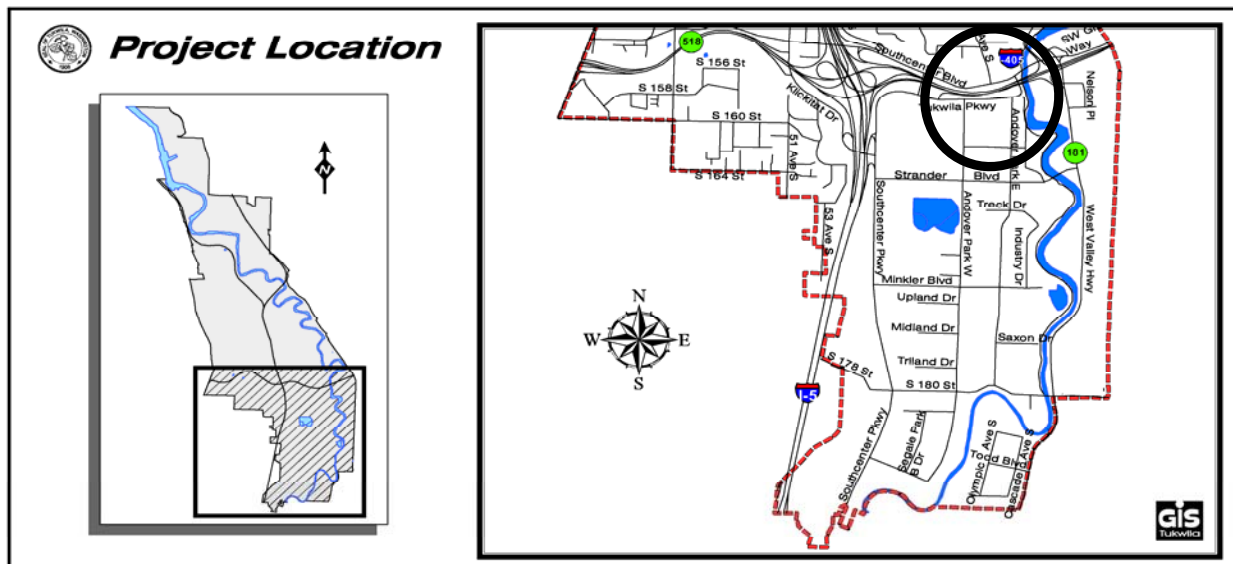 Project Location
N
518
S 156 St
S 158 St
Klickitat Dr
S 160 St
51 Ave S
S 164 St
53 Ave S
Southcenter Blvd
Ave S
I-405
SW G
Way
Nelson Pl
Tukwila Pkwy
Andover Park E
101
Strander Blvd
Treck Dr
Southcenter Pkwy
Andover Park W
Industry Dr
West Valley Hwy
Minkler Blvd
Upland Dr
Midland Dr
Saxon Dr
Triland Dr
S 178 St
S 180 St
I-5
N
W
E
S
Southcenter Pkwy
Segale Park
B Dr
Olympic Ave S
Todd Blvd
Cascade Ave S
GIS
Tukwila